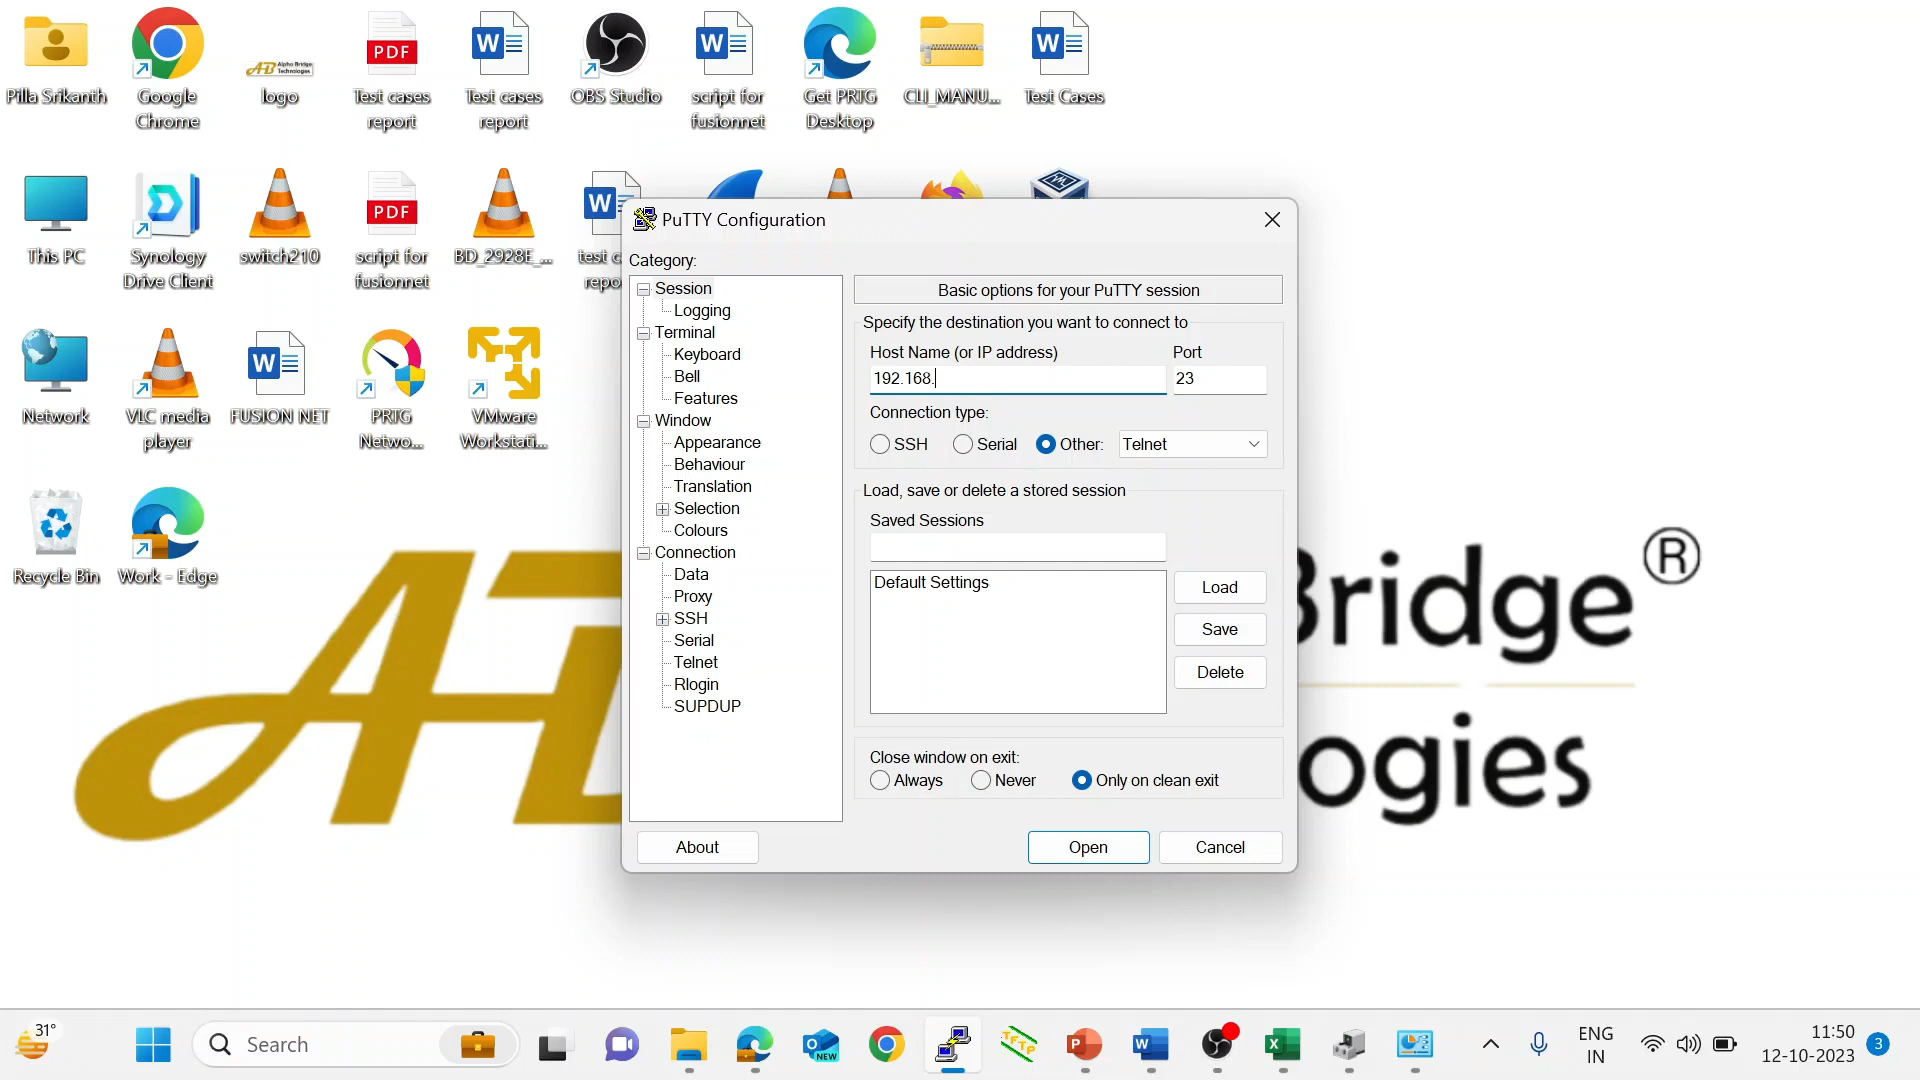 Pilla Srikanth
Google
Chrome
Alpha Bridge
Technologies
logo
PDF
Test cases
report
Test cases
report
OBS Studio
script for
fusionnet
Get PRTG
Desktop
CLI_MANU...
Test Cases
This PC
Synology
Drive Client
switch210
PDF
script for
fusionnet
BD_2928E_...
Network
VLC media
player
FUSION NET
PRTG
Netwo...
VMware
Workstati...
Recycle Bin
Work - Edge
PuTTY Configuration
Category:
Session
Logging
Terminal
Keyboard
Bell
Features
Window
Appearance
Behaviour
Translation
Selection
Colours
Connection
Data
Proxy
SSH
Serial
Telnet
Rlogin
SUPDUP
Basic options for your PuTTY session
Specify the destination you want to connect to
Host Name (or IP address)
Port
192.168.
23
Connection type:
SSH
Serial
Other:
Telnet
Load, save or delete a stored session
Saved Sessions
Default Settings
Load
Save
Delete
Close window on exit:
Always
Never
Only on clean exit
About
Open
Cancel
31°
Search
NEW
TFTP
ENG
IN
11:50
12-10-2023
3